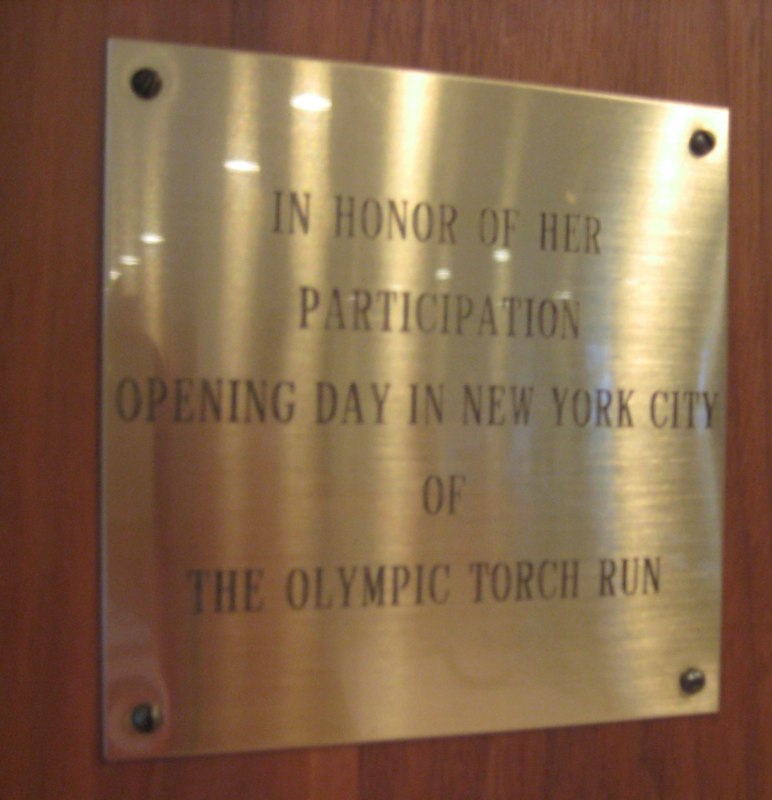 IN HONOR OF HER
PARTICIPATION
OPENING DAY IN NEW YORK CITY
OF
THE OLYMPIC TORCH RUN